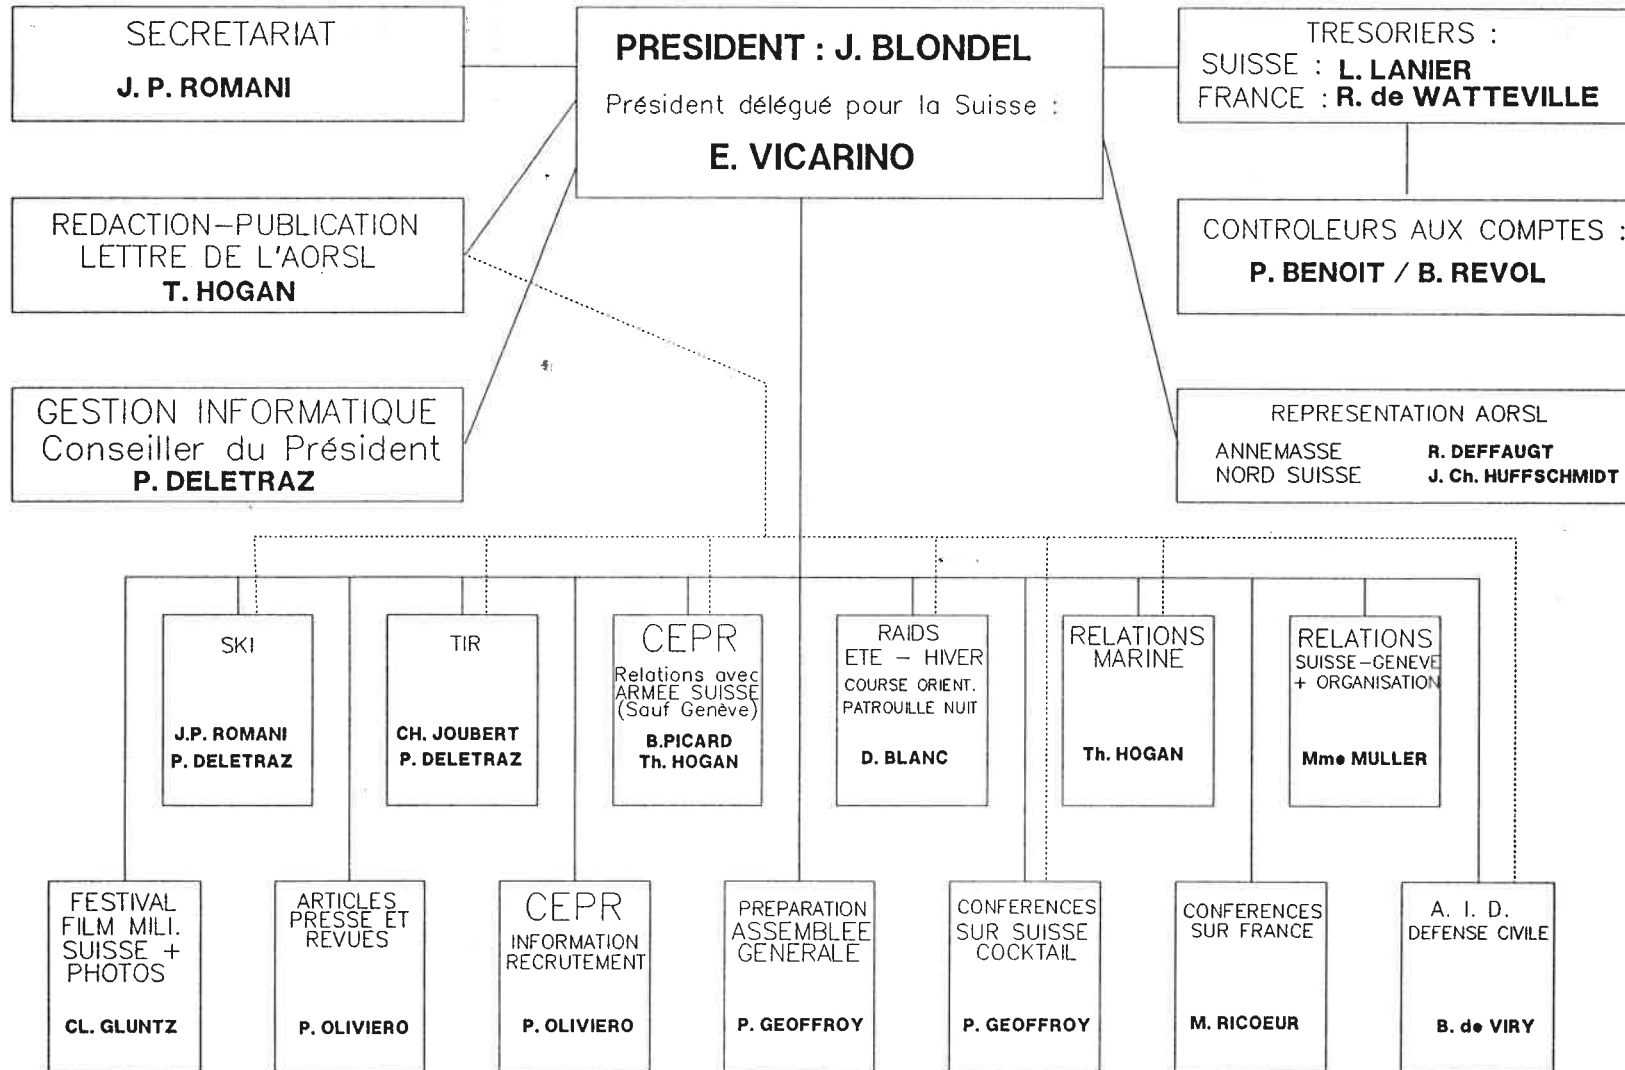 SECRETARIAT
J. P. ROMANI
PRESIDENT : J. BLONDEL
Président délégué pour la Suisse :
E. VICARINO
TRESORIERS :
SUISSE : L. LANIER
FRANCE : R. de WATTEVILLE
REDACTION-PUBLICATION
LETTRE DE L'AORSL
T. HOGAN
CONTROLEURS AUX COMPTES :
P. BENOIT / B. REVOL
GESTION INFORMATIQUE
Conseiller du Président
P. DELETRAZ
REPRESENTATION AORSL
ANNEMASSE R. DEFFAUGT
NORD SUISSE J. Ch. HUFFSCHMIDT
SKI
J.P. ROMANI
P. DELETRAZ
TIR
CH. JOUBERT
P. DELETRAZ
CEPR
Relations avec
ARMEE SUISSE
(Sauf Genève)
B.PICARD
Th. HOGAN
RAIDS
ETE - HIVER
COURSE ORIENT.
PATROUILLE NUIT
D. BLANC
RELATIONS
MARINE
Th. HOGAN
RELATIONS
SUISSE-GENEVE
+ ORGANISATION
Mme MULLER
FESTIVAL
FILM MILI.
SUISSE +
PHOTOS
CL. GLUNTZ
ARTICLES
PRESSE ET
REVUES
P. OLIVIERO
CEPR
INFORMATION
RECRUTEMENT
P. OLIVIERO
PREPARATION
ASSEMBLEE
GENERALE
P. GEOFFROY
CONFERENCES
SUR SUISSE
COCKTAIL
P. GEOFFROY
CONFERENCES
SUR FRANCE
M. RICOEUR
A. I. D.
DEFENSE CIVILE
B. de VIRY